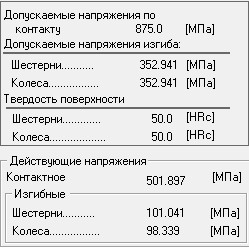 Допускаемые напряжения по
контакту 875.0 [МПа]
Допускаемые напряжения изгиба:
Шестерни........... 352.941 [МПа]
Колеса................. 352.941 [МПа]
Твердость поверхности
Шестерни............ 50.0 [HRc]
Колеса................. 50.0 [HRc]
Действующие напряжения
Контактное 501.897 [МПа]
Изгибные
Шестерни........... 101.041 [МПа]
Колеса................. 98.339 [МПа]